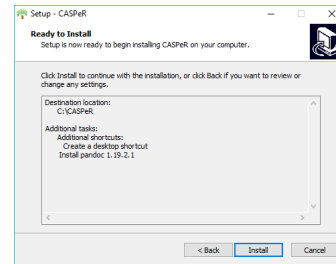 Setup - CASPeR
Ready to Install
Setup is now ready to begin installing CASPeR on your computer.
Click Install to continue with the installation, or click Back if you want to review or
change any settings.
Destination location:
C:\CASPeR
Additional tasks:
Additional shortcuts:
Create a desktop shortcut
Install pandoc 1.19.2.1
< Back
Install
Cancel